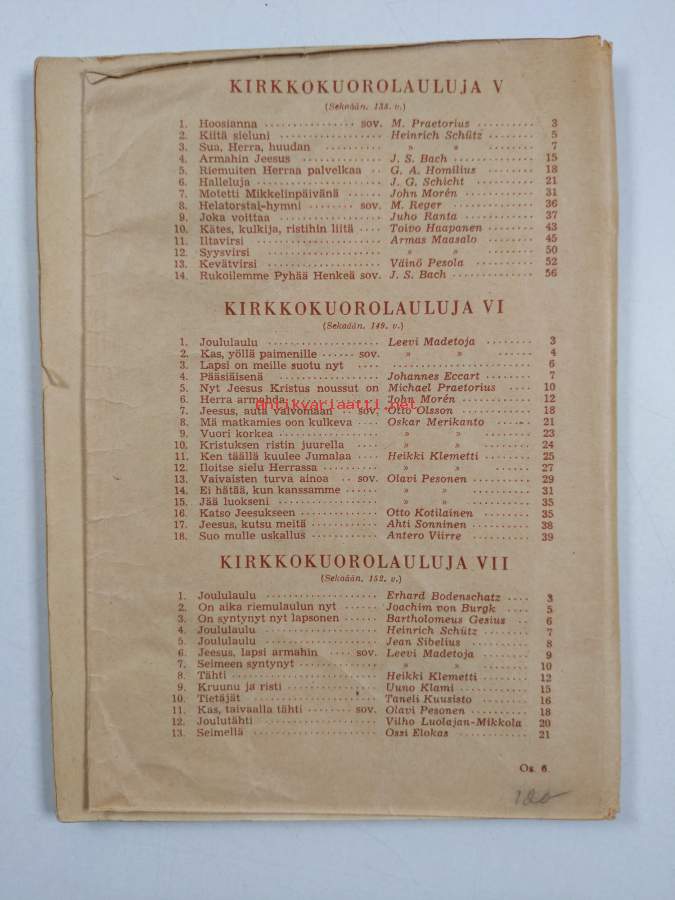 KIRKKOKUOROLAULUJA V
(Sekaään. 138. v.)
1. Hoosianna ················ sov. M. Praetorius ········· 3
2. Kiitä sieluni ·················· Heinrich Schütz ········· 5
3. Sua, Herra, huudan ·········· » » ········· 7
4. Armahin Jeesus ·············· J. S. Bach ············· 15
5. Riemuiten Herraa palvelkaa ·· G. A. Homilius ········ 18
6. Halleluja ···················· J. G. Schicht ·········· 21
7. Motetti Mikkelinpäivänä ······ John Morén ············ 31
8. Helatorstai-hymni ········ sov. M. Reger ·············· 36
9. Joka voittaa ·················· Juho Ranta ············ 37
10. Kätes, kulkija, ristihin liitä ···· Toivo Haapanen ········ 43
11. Iltavirsi ······················ Armas Maasalo ········ 45
12. Syysvirsi ···················· » » ········ 50
13. Kevätvirsi ···················· Väinö Pesola ·········· 52
14. Rukoilemme Pyhää Henkeä sov. J. S. Bach ············· 56
KIRKKOKUOROLAULUJA VI
(Sekaään. 149. v.)
1. Joululaulu ·················· Leevi Madetoja ········· 3
2. Kas, yöllä paimenille ······ sov. » » ······ 4
3. Lapsi on meille suotu nyt ···················· 6
4. Pääsiäisenä ·················· Johannes Eccart ········ 7
5. Nyt Jeesus Kristus noussut on Michael Praetorius ···· 10
6. Herra armahda ·············· John Morén ············ 12
7. Jeesus, auta valvomaan ·· sov. Otto Olsson ············ 18
8. Mä matkamies oon kulkeva ···· Oskar Merikanto ······ 21
9. Vuori korkea ················ » » ········ 23
10. Kristuksen ristin juurella ···· » » ········ 24
11. Ken täällä kuulee Jumalaa ···· Heikki Klemetti ········ 25
12. Iloitse sielu Herrassa ·········· » » ······ 27
13. Vaivaisten turva ainoa ·· sov. Olavi Pesonen ·········· 29
14. Ei hätää, kun kanssamme ······ » » ·········· 31
15. Jää luokseni ·················· » » ·········· 35
16. Katso Jeesukseen ············ Otto Kotilainen ········ 35
17. Jeesus, kutsu meitä ············ Ahti Sonninen ·········· 38
18. Suo mulle uskallus ············ Antero Viirre ·········· 39
antikvariaatti.net
KIRKKOKUOROLAULUJA VII
(Sekaään. 152. v.)
1. Joululaulu ·················· Erhard Bodenschatz ···· 3
2. On aika riemulaulun nyt ······ Joachim von Burgk ···· 5
3. On syntynyt nyt lapsonen ······ Bartholomeus Gesius ·· 6
4. Joululaulu ···················· Heinrich Schütz ········ 7
5. Joululaulu ···················· Jean Sibelius ·········· 8
6. Jeesus, lapsi armahin ···· sov. Leevi Madetoja ········ 9
7. Seimeen syntynyt ·············· » » ········ 10
8. Tähti ························ Heikki Klemetti ········ 12
9. Kruunu ja risti ················ Uuno Klami ············ 15
10. Tietäjät ······················ Taneli Kuusisto ········ 16
11. Kas, taivaalla tähti ······ sov. Olavi Pesonen ·········· 18
12. Joulutähti ···················· Vilho Luolajan-Mikkola 20
13. Seimellä ······················ Ossi Elokas ············ 21
Os. 6